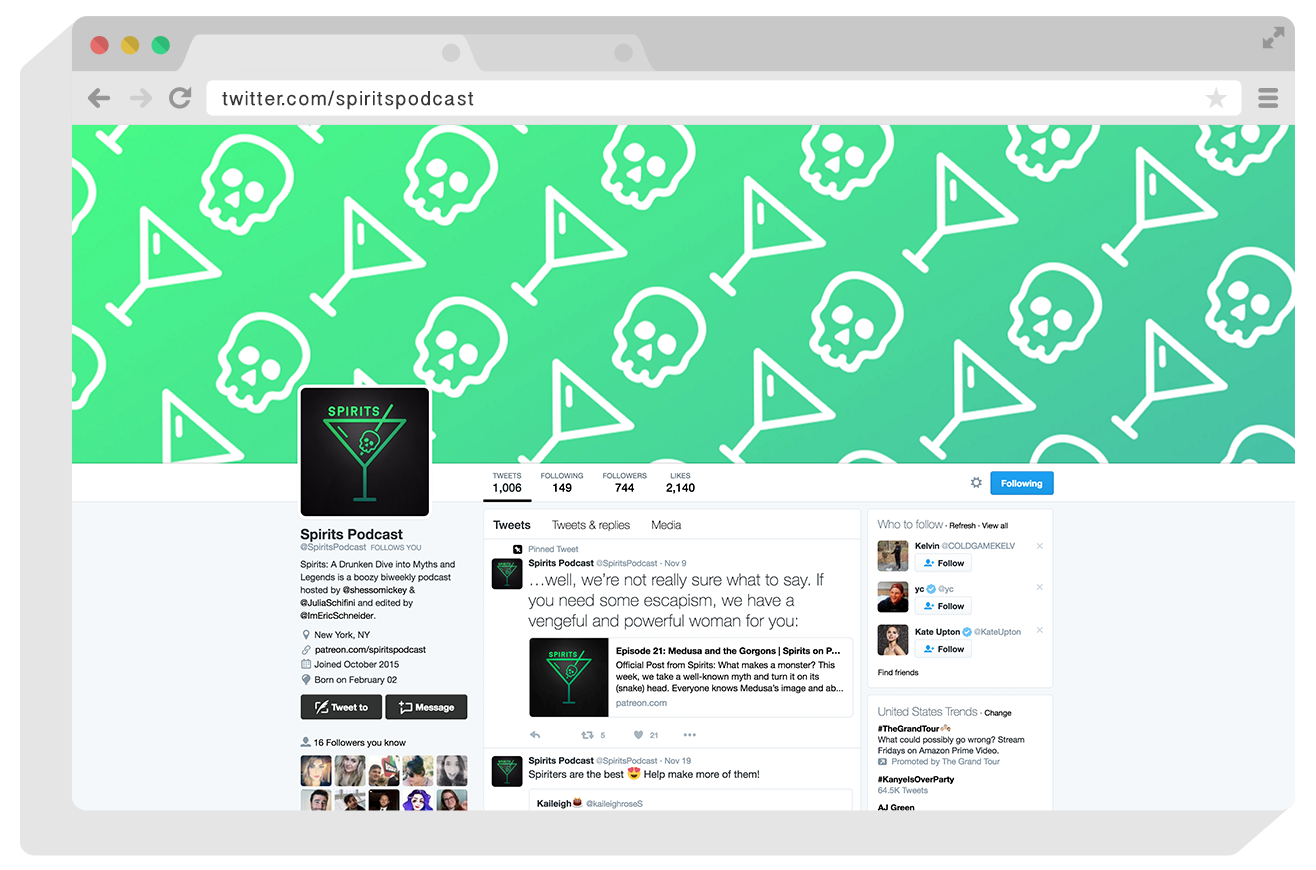 twitter.com/spiritspodcast
SPIRITS
TWEETS
1,006
FOLLOWING
149
FOLLOWERS
744
LIKES
2,140
Following
Spirits Podcast
@SpiritsPodcast FOLLOWS YOU
Spirits: A Drunken Dive into Myths and
Legends is a boozy biweekly podcast
hosted by @shessomickey &
@JuliaSchifini and edited by
@ImEricSchneider.
New York, NY
patreon.com/spiritspodcast
Joined October 2015
Born on February 02
Tweet to
Message
16 Followers you know
Tweets Tweets & replies Media
Pinned Tweet
Spirits Podcast @SpiritsPodcast · Nov 9
…well, we're not really sure what to say. If
you need some escapism, we have a
vengeful and powerful woman for you:
SPIRITS
Episode 21: Medusa and the Gorgons | Spirits on P...
Official Post from Spirits: What makes a monster? This
week, we take a well-known myth and turn it on its
(snake) head. Everyone knows Medusa's image and ab...
patreon.com
5 21
Spirits Podcast @SpiritsPodcast · Nov 19
Spiriters are the best 😍 Help make more of them!
Kaileigh @kaileighroseS
Who to follow · Refresh · View all
Kelvin @COLDGAMEKELV
Follow
yc @yc
Follow
Kate Upton @KateUpton
Follow
Find friends
United States Trends · Change
#TheGrandTour
What could possibly go wrong? Stream
Fridays on Amazon Prime Video.
Promoted by The Grand Tour
#KanyeIsOverParty
64.5K Tweets
AJ Green